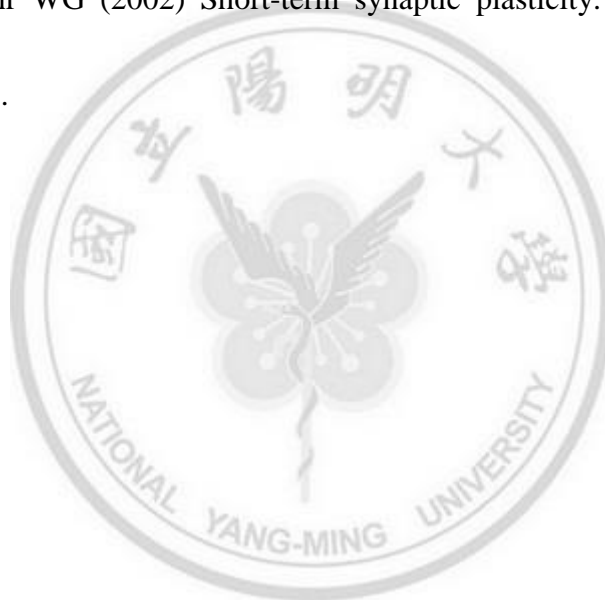 WG (2002) Short-term synaptic plasticity.
.
國立陽明大學
NATIONAL YANG-MING UNIVERSITY